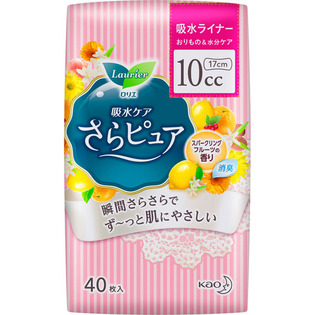 吸水ライナー
おりもの&水分ケア
17cm
10cc
Laurier
ロリエ
吸水ケア
さらピュア
スパークリング
フルーツの
香り
消臭
瞬間さらさらで
ず〜っと肌にやさしい
40枚入
Kao